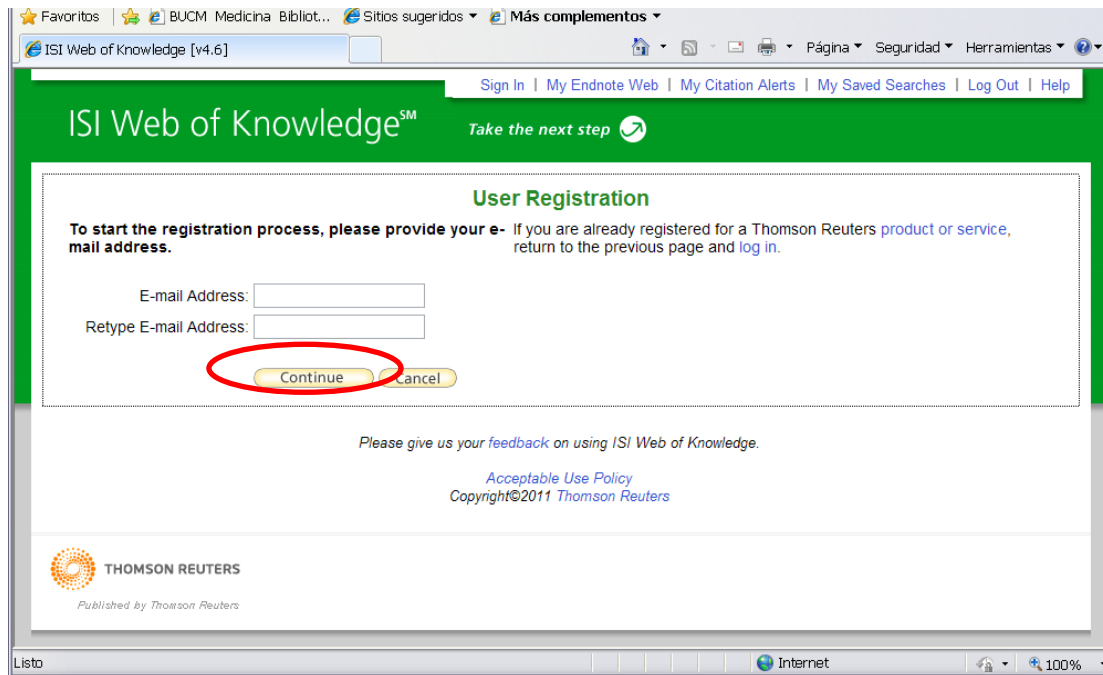 Favoritos BUCM Medicina Bibliot... Sitios sugeridos Más complementos
ISI Web of Knowledge [v4.6] Página Seguridad Herramientas
Sign In | My Endnote Web | My Citation Alerts | My Saved Searches | Log Out | Help
ISI Web of Knowledge℠ Take the next step
User Registration
To start the registration process, please provide your e-
mail address.
If you are already registered for a Thomson Reuters product or service,
return to the previous page and log in.
E-mail Address:
Retype E-mail Address:
Continue Cancel
Please give us your feedback on using ISI Web of Knowledge.
Acceptable Use Policy
Copyright©2011 Thomson Reuters
THOMSON REUTERS
Published by Thomson Reuters
Listo Internet 100%